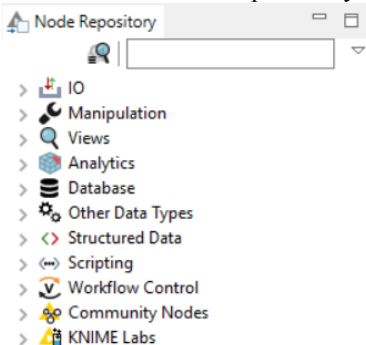 Node Repository
IO
Manipulation
Views
Analytics
Database
Other Data Types
Structured Data
Scripting
Workflow Control
Community Nodes
KNIME Labs